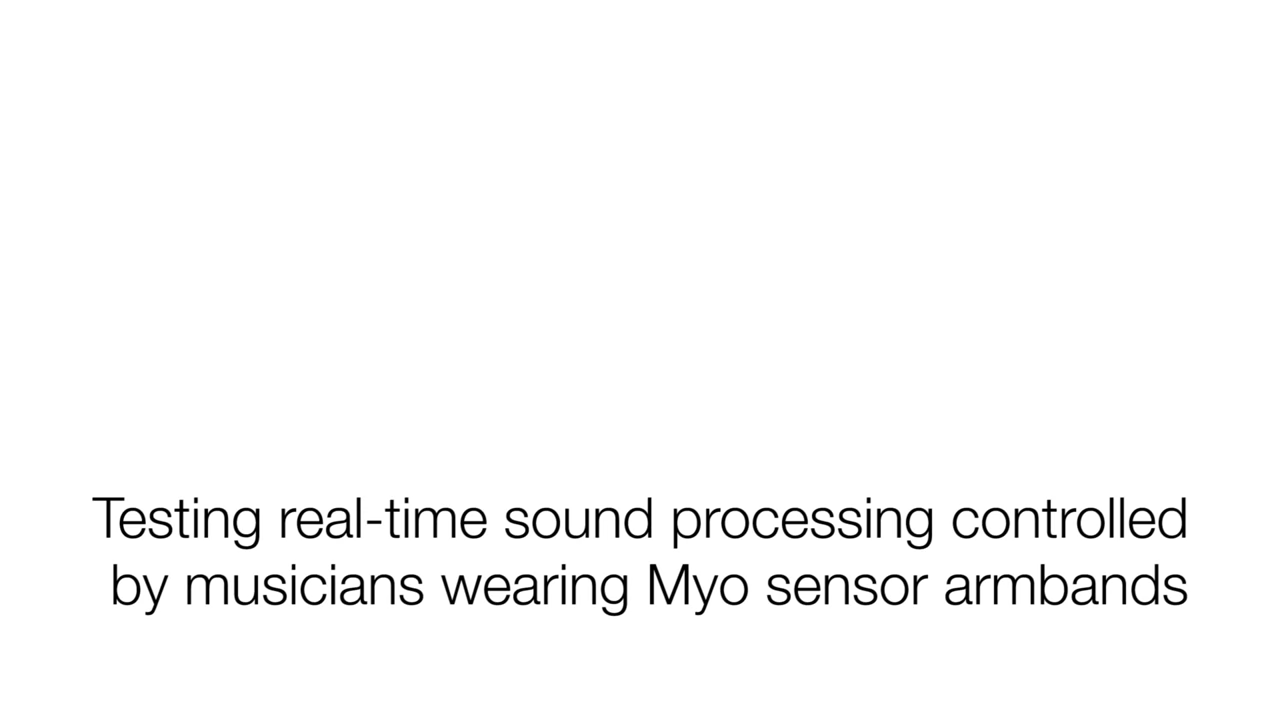 Testing real-time sound processing controlled
by musicians wearing Myo sensor armbands